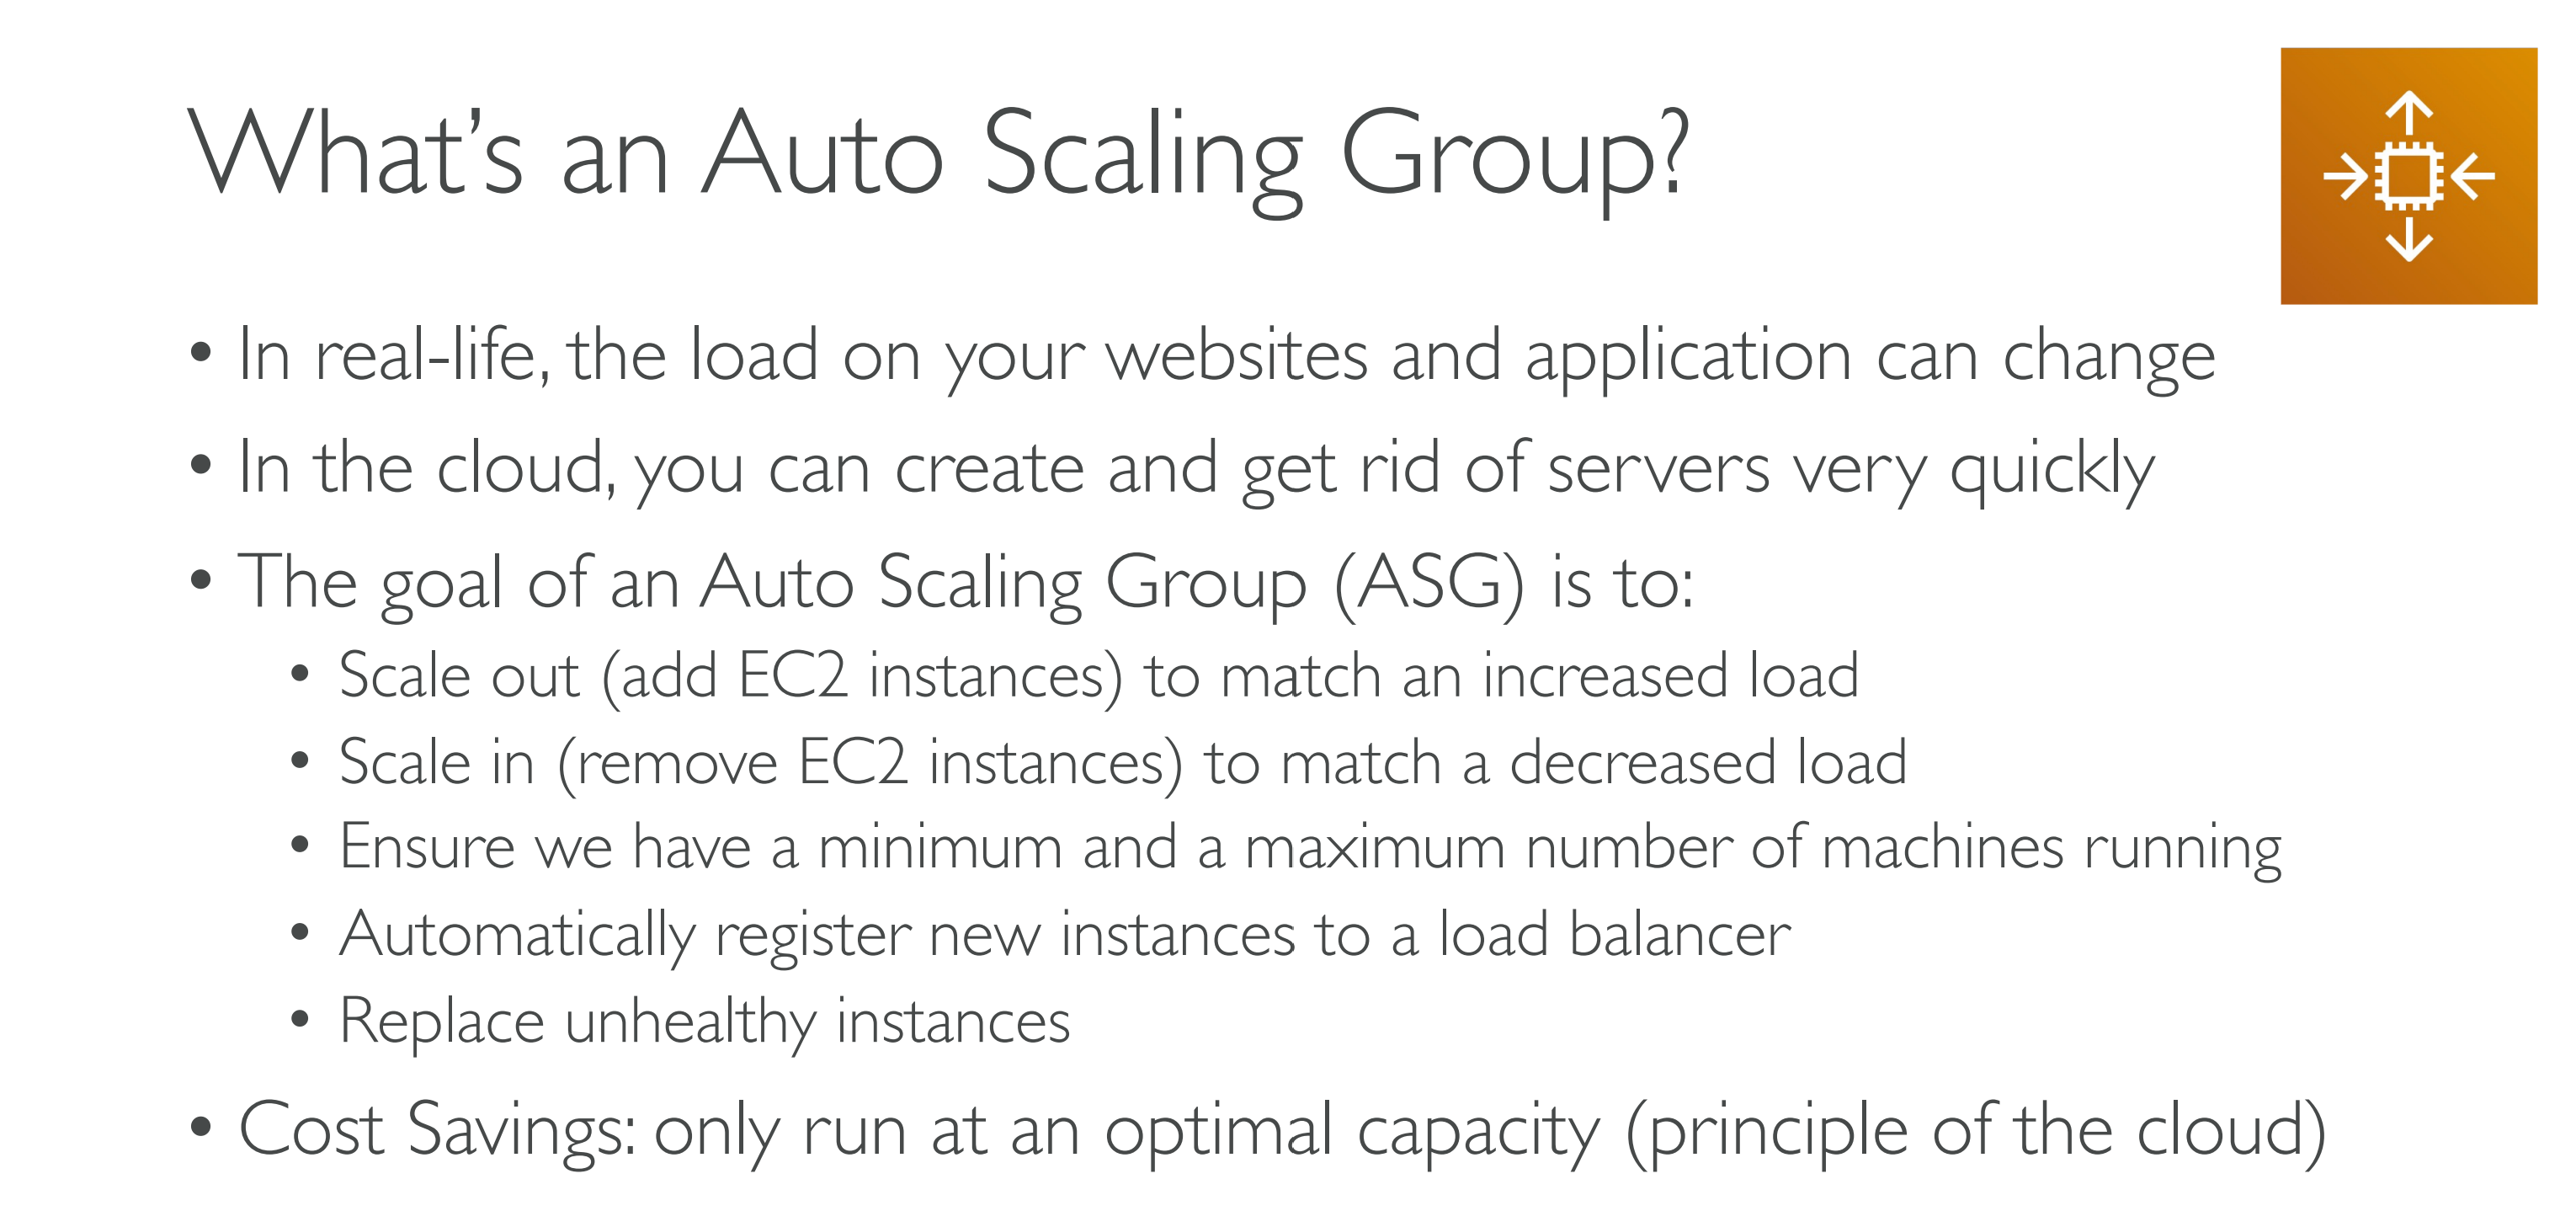 What's an Auto Scaling Group?
• In real-life, the load on your websites and application can change
• In the cloud, you can create and get rid of servers very quickly
• The goal of an Auto Scaling Group (ASG) is to:
• Scale out (add EC2 instances) to match an increased load
• Scale in (remove EC2 instances) to match a decreased load
• Ensure we have a minimum and a maximum number of machines running
• Automatically register new instances to a load balancer
• Replace unhealthy instances
• Cost Savings: only run at an optimal capacity (principle of the cloud)